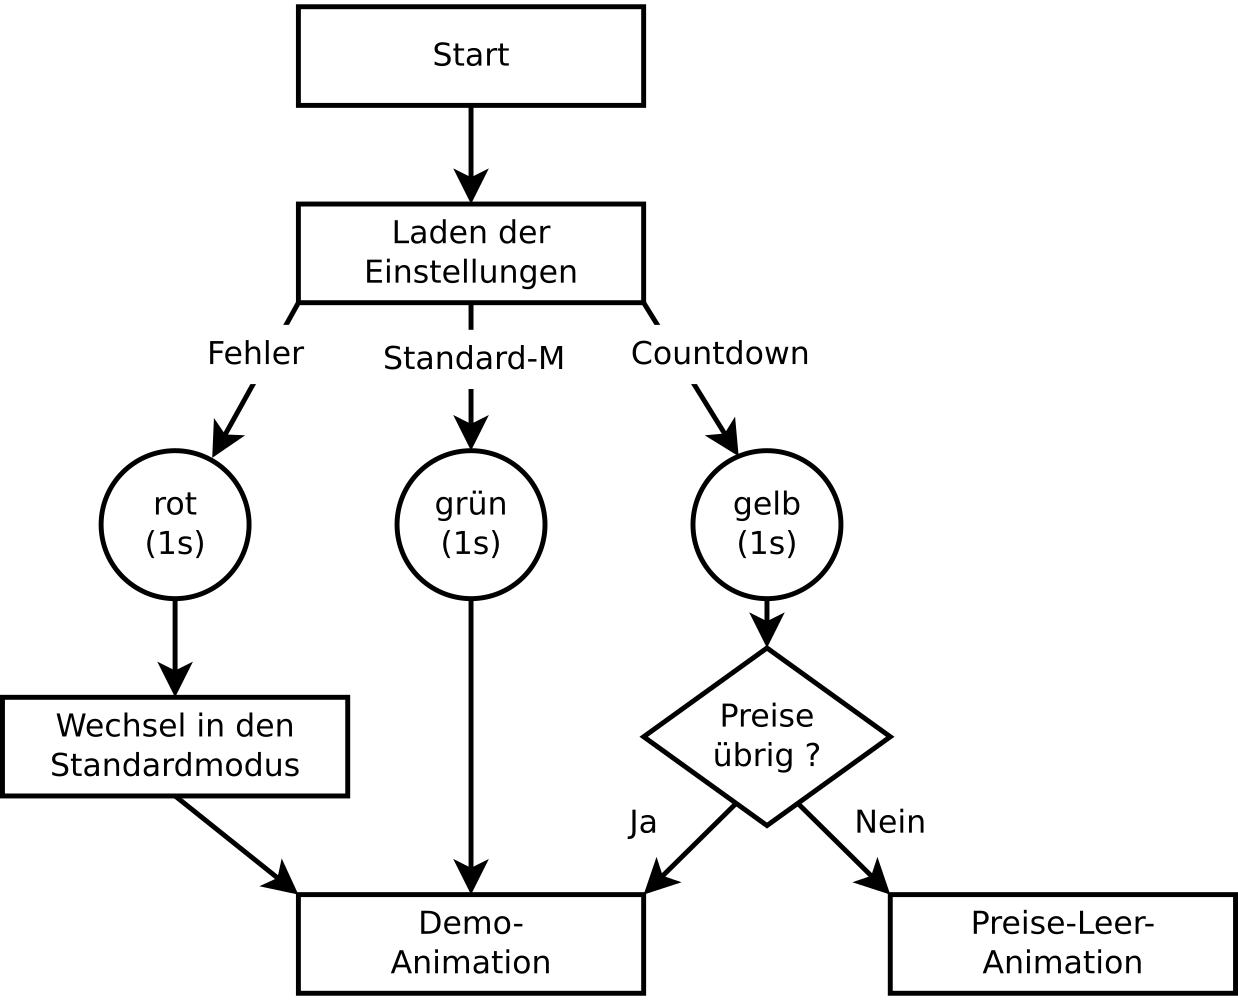 Start
Laden der
Einstellungen
Fehler
Standard-M
Countdown
rot
(1s)
grün
(1s)
gelb
(1s)
Wechsel in den
Standardmodus
Preise
übrig ?
Ja
Nein
Demo-
Animation
Preise-Leer-
Animation